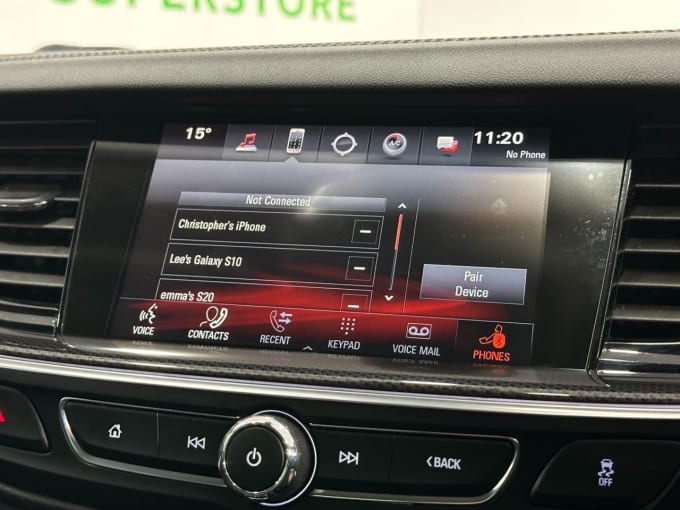 SUPERSTORE
15°
AC
11:20
No Phone
Not Connected
Christopher's iPhone
Lee's Galaxy S10
emma's S20
Pair
Device
VOICE
CONTACTS
RECENT
KEYPAD
VOICE MAIL
PHONES
BACK
OFF